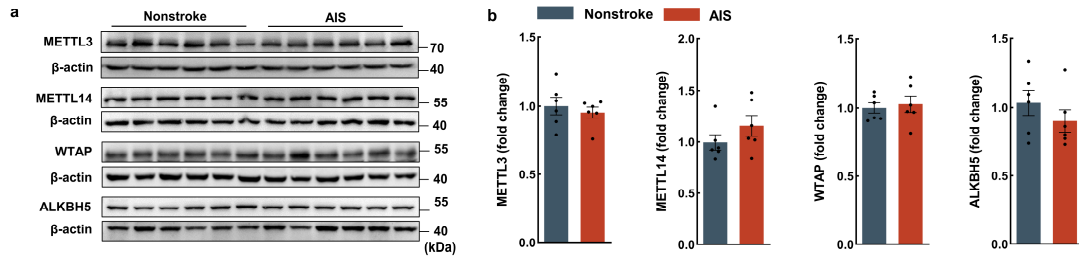 a
Nonstroke AIS
METTL3
70
β-actin
40
METTL14
55
β-actin
40
WTAP
55
β-actin
40
ALKBH5
55
β-actin
40
(kDa)
b
Nonstroke AIS
METTL3 (fold change)
1.5
1.0
0.5
0.0
METTL14 (fold change)
2.0
1.5
1.0
0.5
0.0
WTAP (fold change)
1.5
1.0
0.5
0.0
ALKBH5 (fold change)
1.5
1.0
0.5
0.0